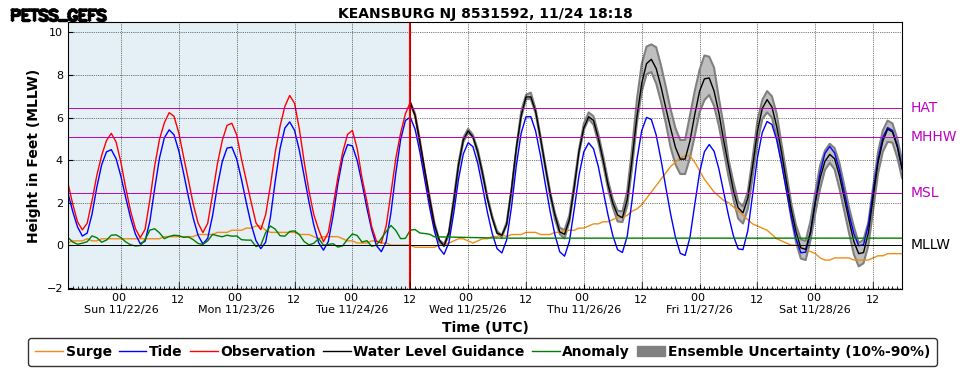 PETSS_GEFS
KEANSBURG NJ 8531592, 11/24 18:18
Height in Feet (MLLW)
10
8
6
4
2
0
−2
HAT
MHHW
MSL
MLLW
00 12 00 12 00 12 00 12 00 12 00 12 00 12
Sun 11/22/26 Mon 11/23/26 Tue 11/24/26 Wed 11/25/26 Thu 11/26/26 Fri 11/27/26 Sat 11/28/26
Time (UTC)
Surge Tide Observation Water Level Guidance Anomaly Ensemble Uncertainty (10%-90%)